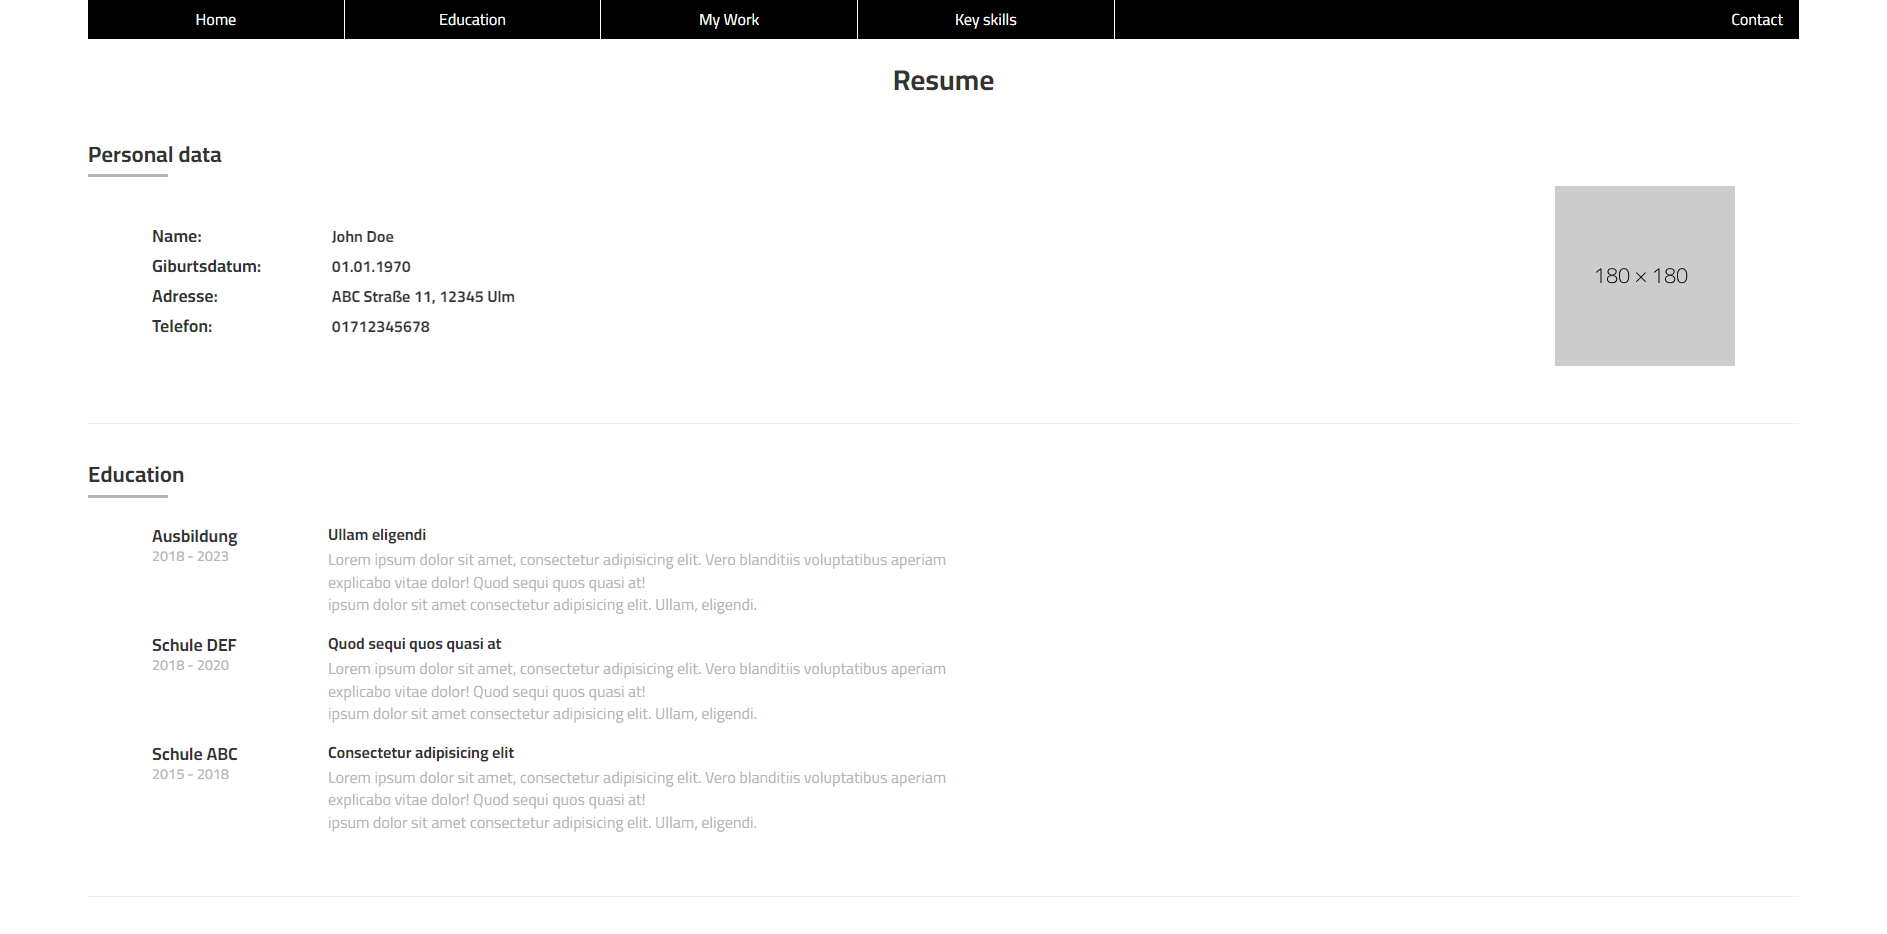 Home Education My Work Key skills Contact
Resume
Personal data
Name: John Doe
Giburtsdatum: 01.01.1970
Adresse: ABC Straße 11, 12345 Ulm
Telefon: 01712345678
180 × 180
Education
Ausbildung
2018 - 2023
Ullam eligendi
Lorem ipsum dolor sit amet, consectetur adipisicing elit. Vero blanditiis voluptatibus aperiam
explicabo vitae dolor! Quod sequi quos quasi at!
ipsum dolor sit amet consectetur adipisicing elit. Ullam, eligendi.
Schule DEF
2018 - 2020
Quod sequi quos quasi at
Lorem ipsum dolor sit amet, consectetur adipisicing elit. Vero blanditiis voluptatibus aperiam
explicabo vitae dolor! Quod sequi quos quasi at!
ipsum dolor sit amet consectetur adipisicing elit. Ullam, eligendi.
Schule ABC
2015 - 2018
Consectetur adipisicing elit
Lorem ipsum dolor sit amet, consectetur adipisicing elit. Vero blanditiis voluptatibus aperiam
explicabo vitae dolor! Quod sequi quos quasi at!
ipsum dolor sit amet consectetur adipisicing elit. Ullam, eligendi.